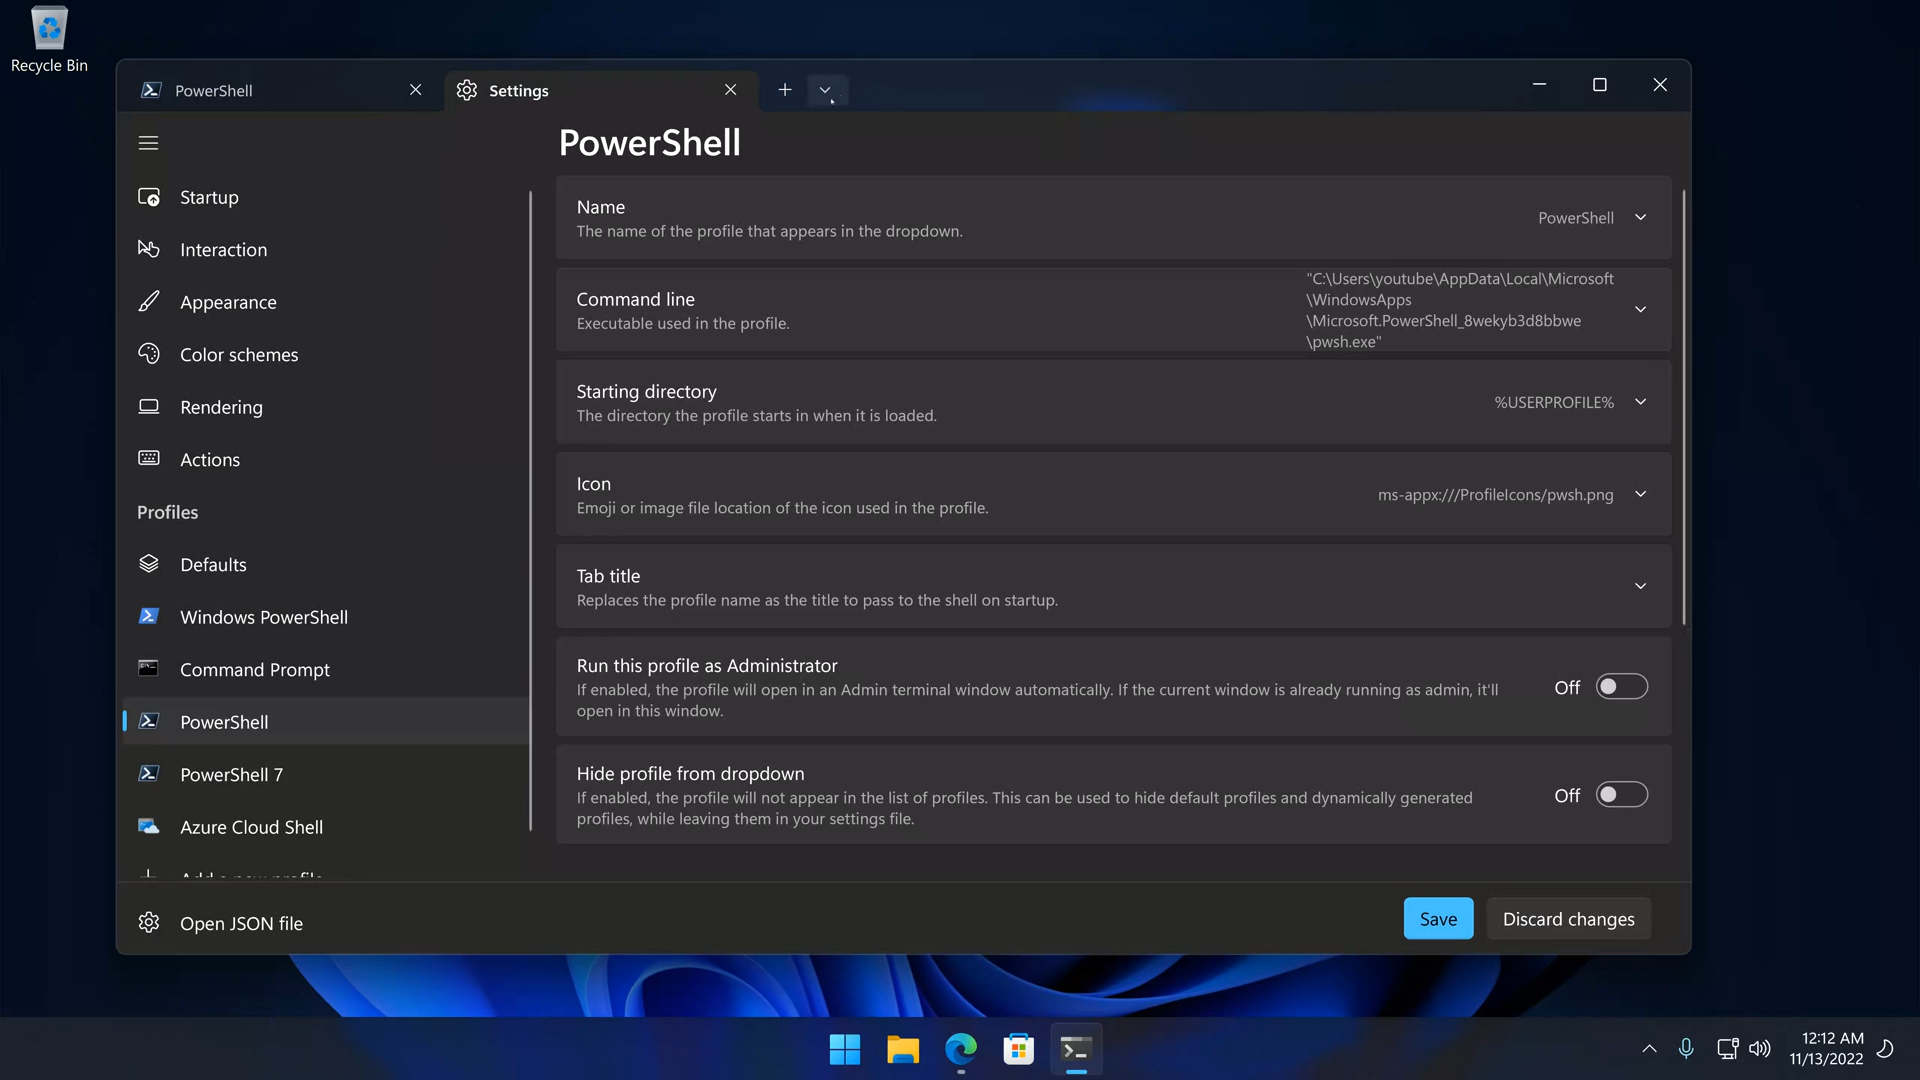 Recycle Bin
PowerShell
Settings
PowerShell
Startup
Interaction
Appearance
Color schemes
Rendering
Actions
Profiles
Defaults
Windows PowerShell
Command Prompt
PowerShell
PowerShell 7
Azure Cloud Shell
Add a new profile
Open JSON file
Name
The name of the profile that appears in the dropdown.
PowerShell
Command line
Executable used in the profile.
"C:\Users\youtube\AppData\Local\Microsoft
\WindowsApps
\Microsoft.PowerShell_8wekyb3d8bbwe
\pwsh.exe"
Starting directory
The directory the profile starts in when it is loaded.
%USERPROFILE%
Icon
Emoji or image file location of the icon used in the profile.
ms-appx:///ProfileIcons/pwsh.png
Tab title
Replaces the profile name as the title to pass to the shell on startup.
Run this profile as Administrator
If enabled, the profile will open in an Admin terminal window automatically. If the current window is already running as admin, it'll
open in this window.
Off
Hide profile from dropdown
If enabled, the profile will not appear in the list of profiles. This can be used to hide default profiles and dynamically generated
profiles, while leaving them in your settings file.
Off
Save
Discard changes
12:12 AM
11/13/2022